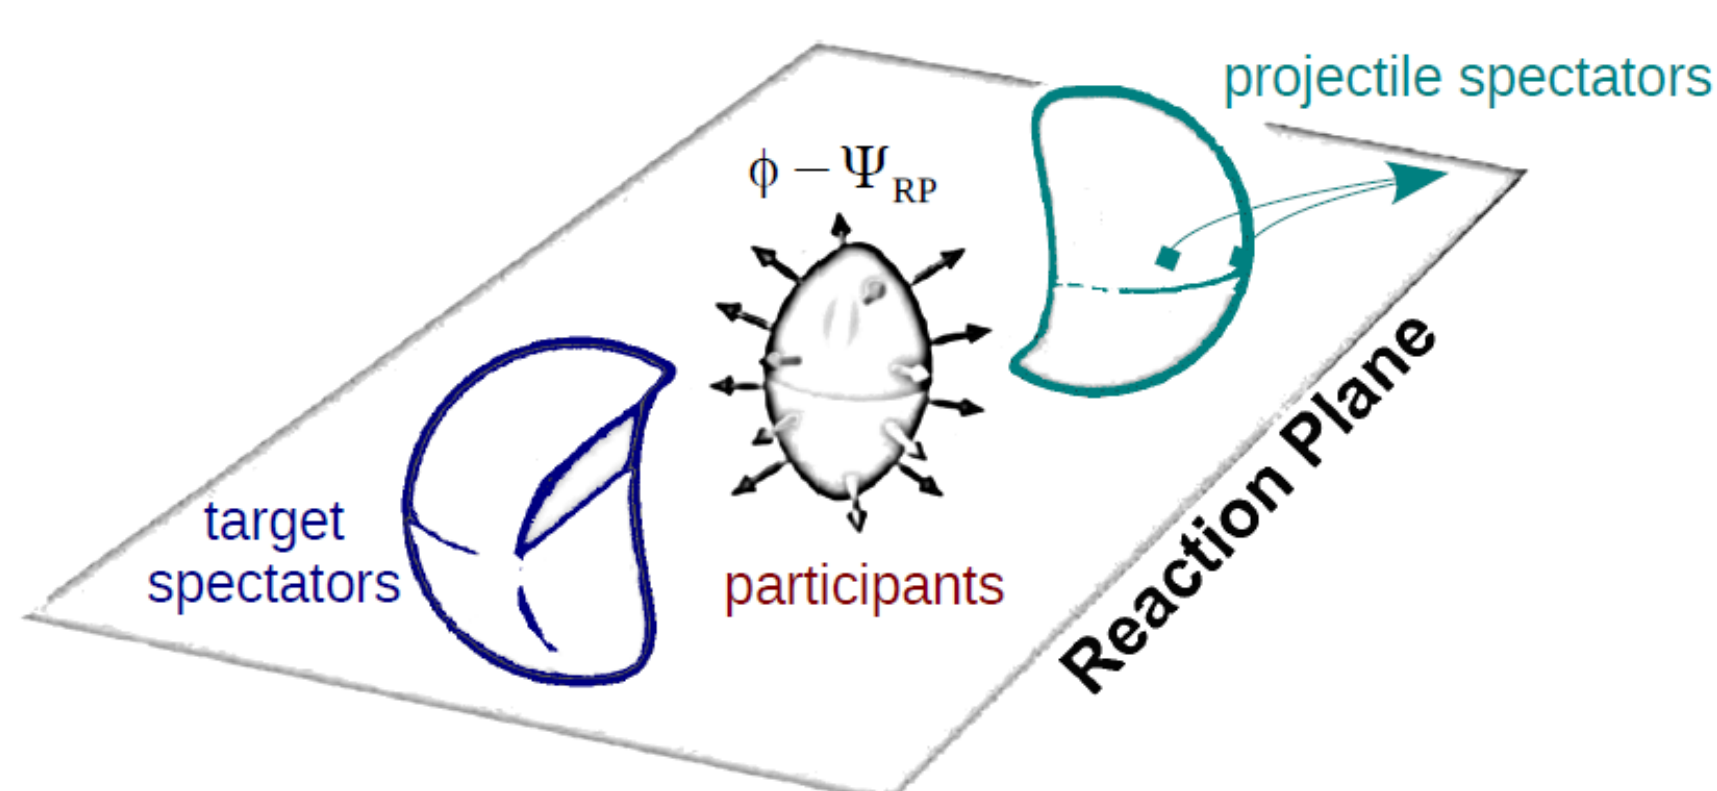 projectile spectators
ϕ – Ψ_RP
target
spectators
participants
Reaction Plane